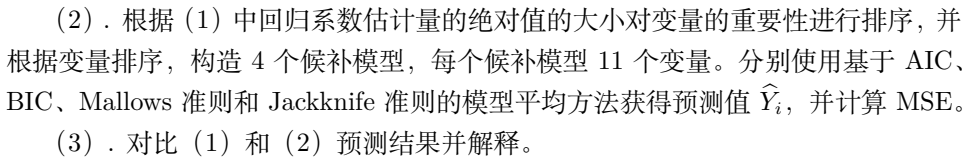 (2). 根据 (1) 中回归系数估计量的绝对值的大小对变量的重要性进行排序，并
根据变量排序，构造 4 个候补模型，每个候补模型 11 个变量。分别使用基于 AIC、
BIC、Mallows 准则和 Jackknife 准则的模型平均方法获得预测值 $\widehat{Y}_i$，并计算 MSE。
(3). 对比 (1) 和 (2) 预测结果并解释。